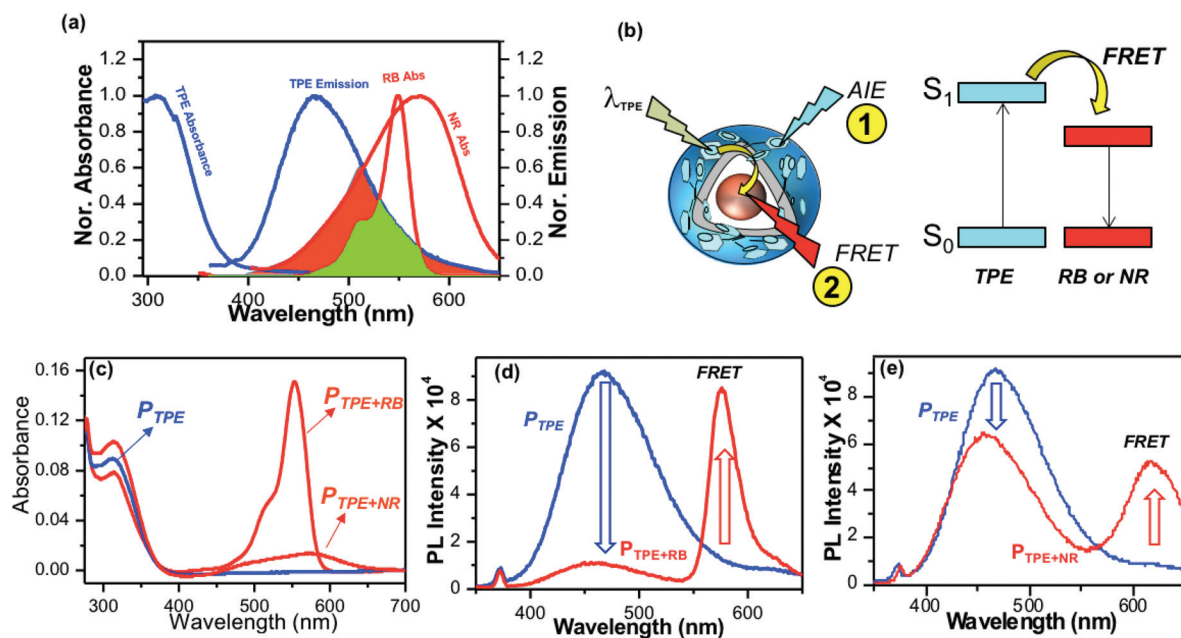 (a)
1.2
1.0
0.8
0.6
0.4
0.2
0.0
Nor. Absorbance
TPE Absorbance
TPE Emission
RB Abs
NR Abs
1.2
1.0
0.8
0.6
0.4
0.2
0.0
Nor. Emission
300 400 500 600
Wavelength (nm)
(b)
λTPE
AIE
1
FRET
2
FRET
S1
S0
TPE
RB or NR
(c)
0.16
0.12
0.08
0.04
0.00
Absorbance
PTPE
PTPE+RB
PTPE+NR
300 400 500 600 700
Wavelength (nm)
(d)
PL Intensity X 10^4
8
6
4
2
0
PTPE
FRET
PTPE+RB
400 500 600
Wavelength (nm)
(e)
PL Intensity X 10^4
8
6
4
2
0
PTPE
FRET
PTPE+NR
400 500 600
Wavelength (nm)